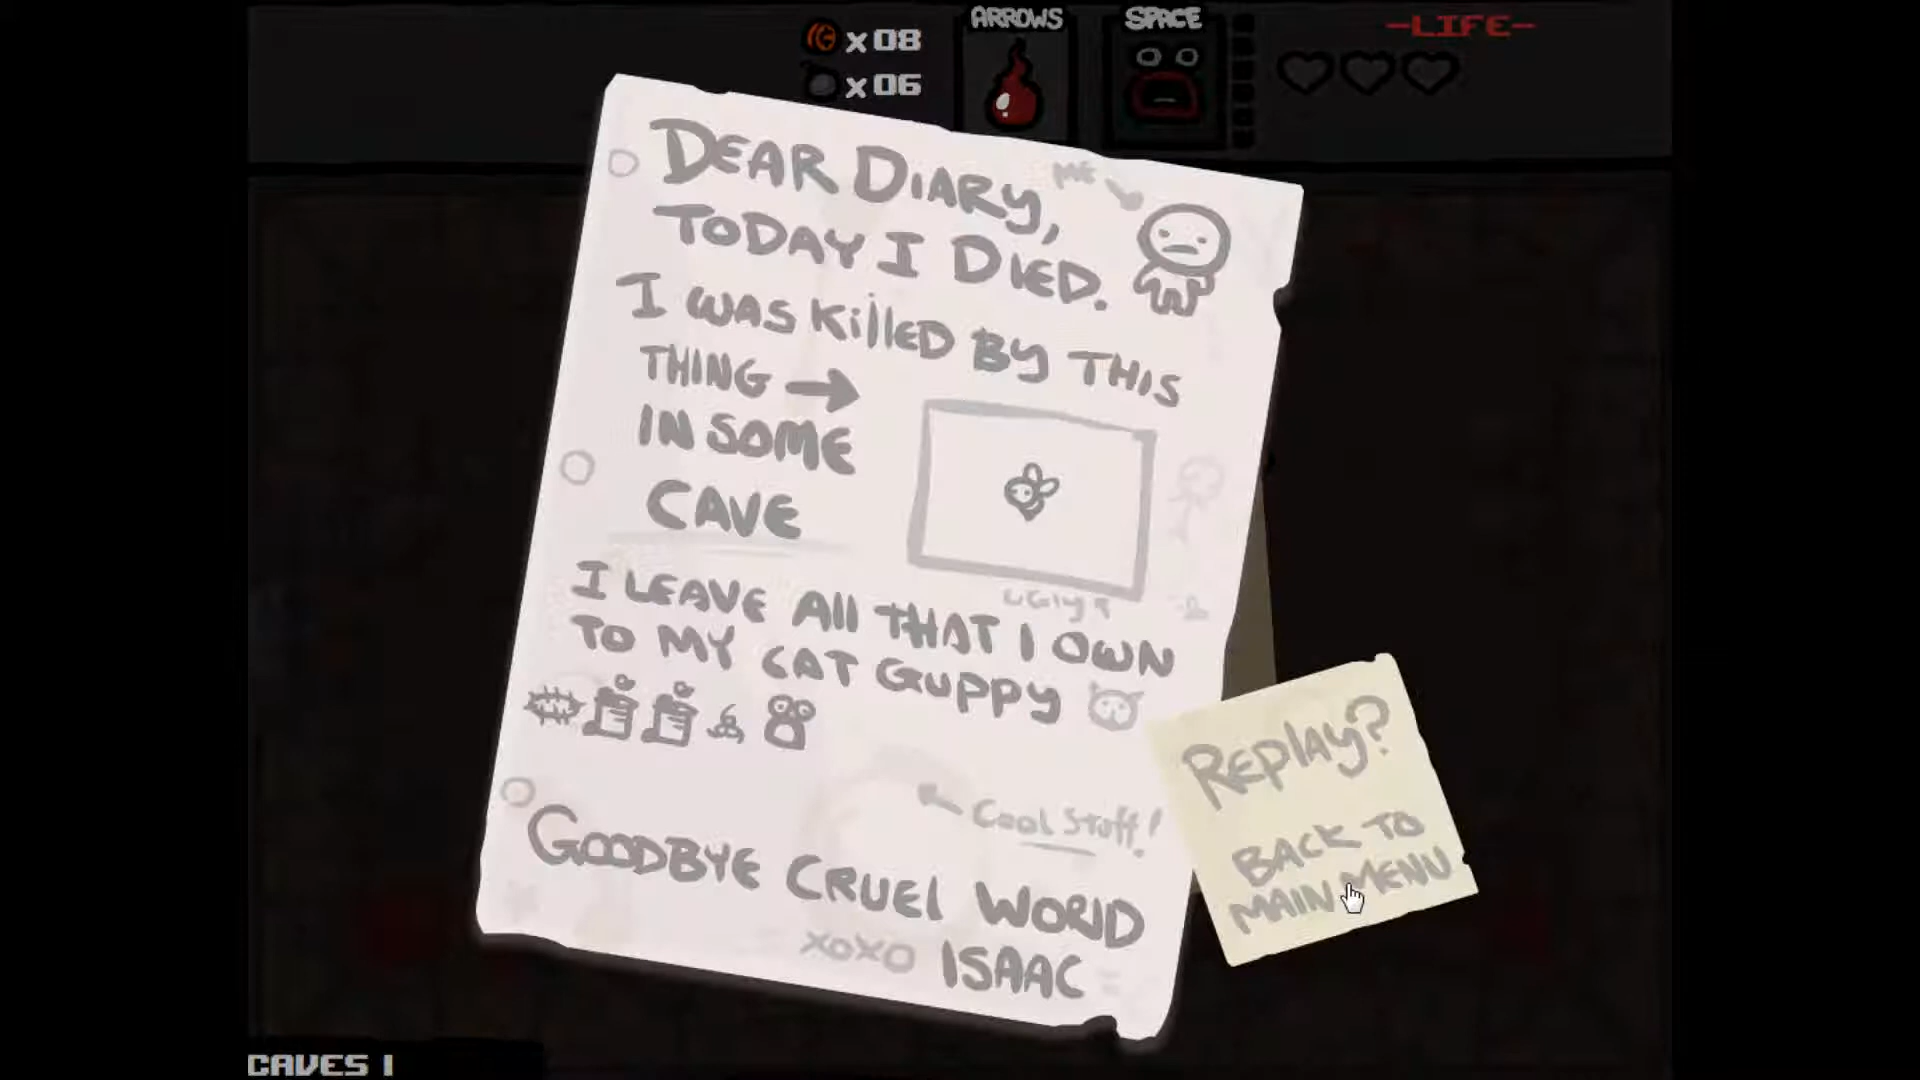 ARROWS
SPACE
-LIFE-
x08
x06
ME
DEAR DIARY,
TODAY I DIED.
I WAS KILLED BY THIS
THING →
IN SOME
CAVE
UGLY
I LEAVE ALL THAT I OWN
TO MY CAT GUPPY
COOL STUFF!
GOODBYE CRUEL WORLD
XOXO ISAAC
REPLAY?
BACK TO
MAIN MENU
CAVES I